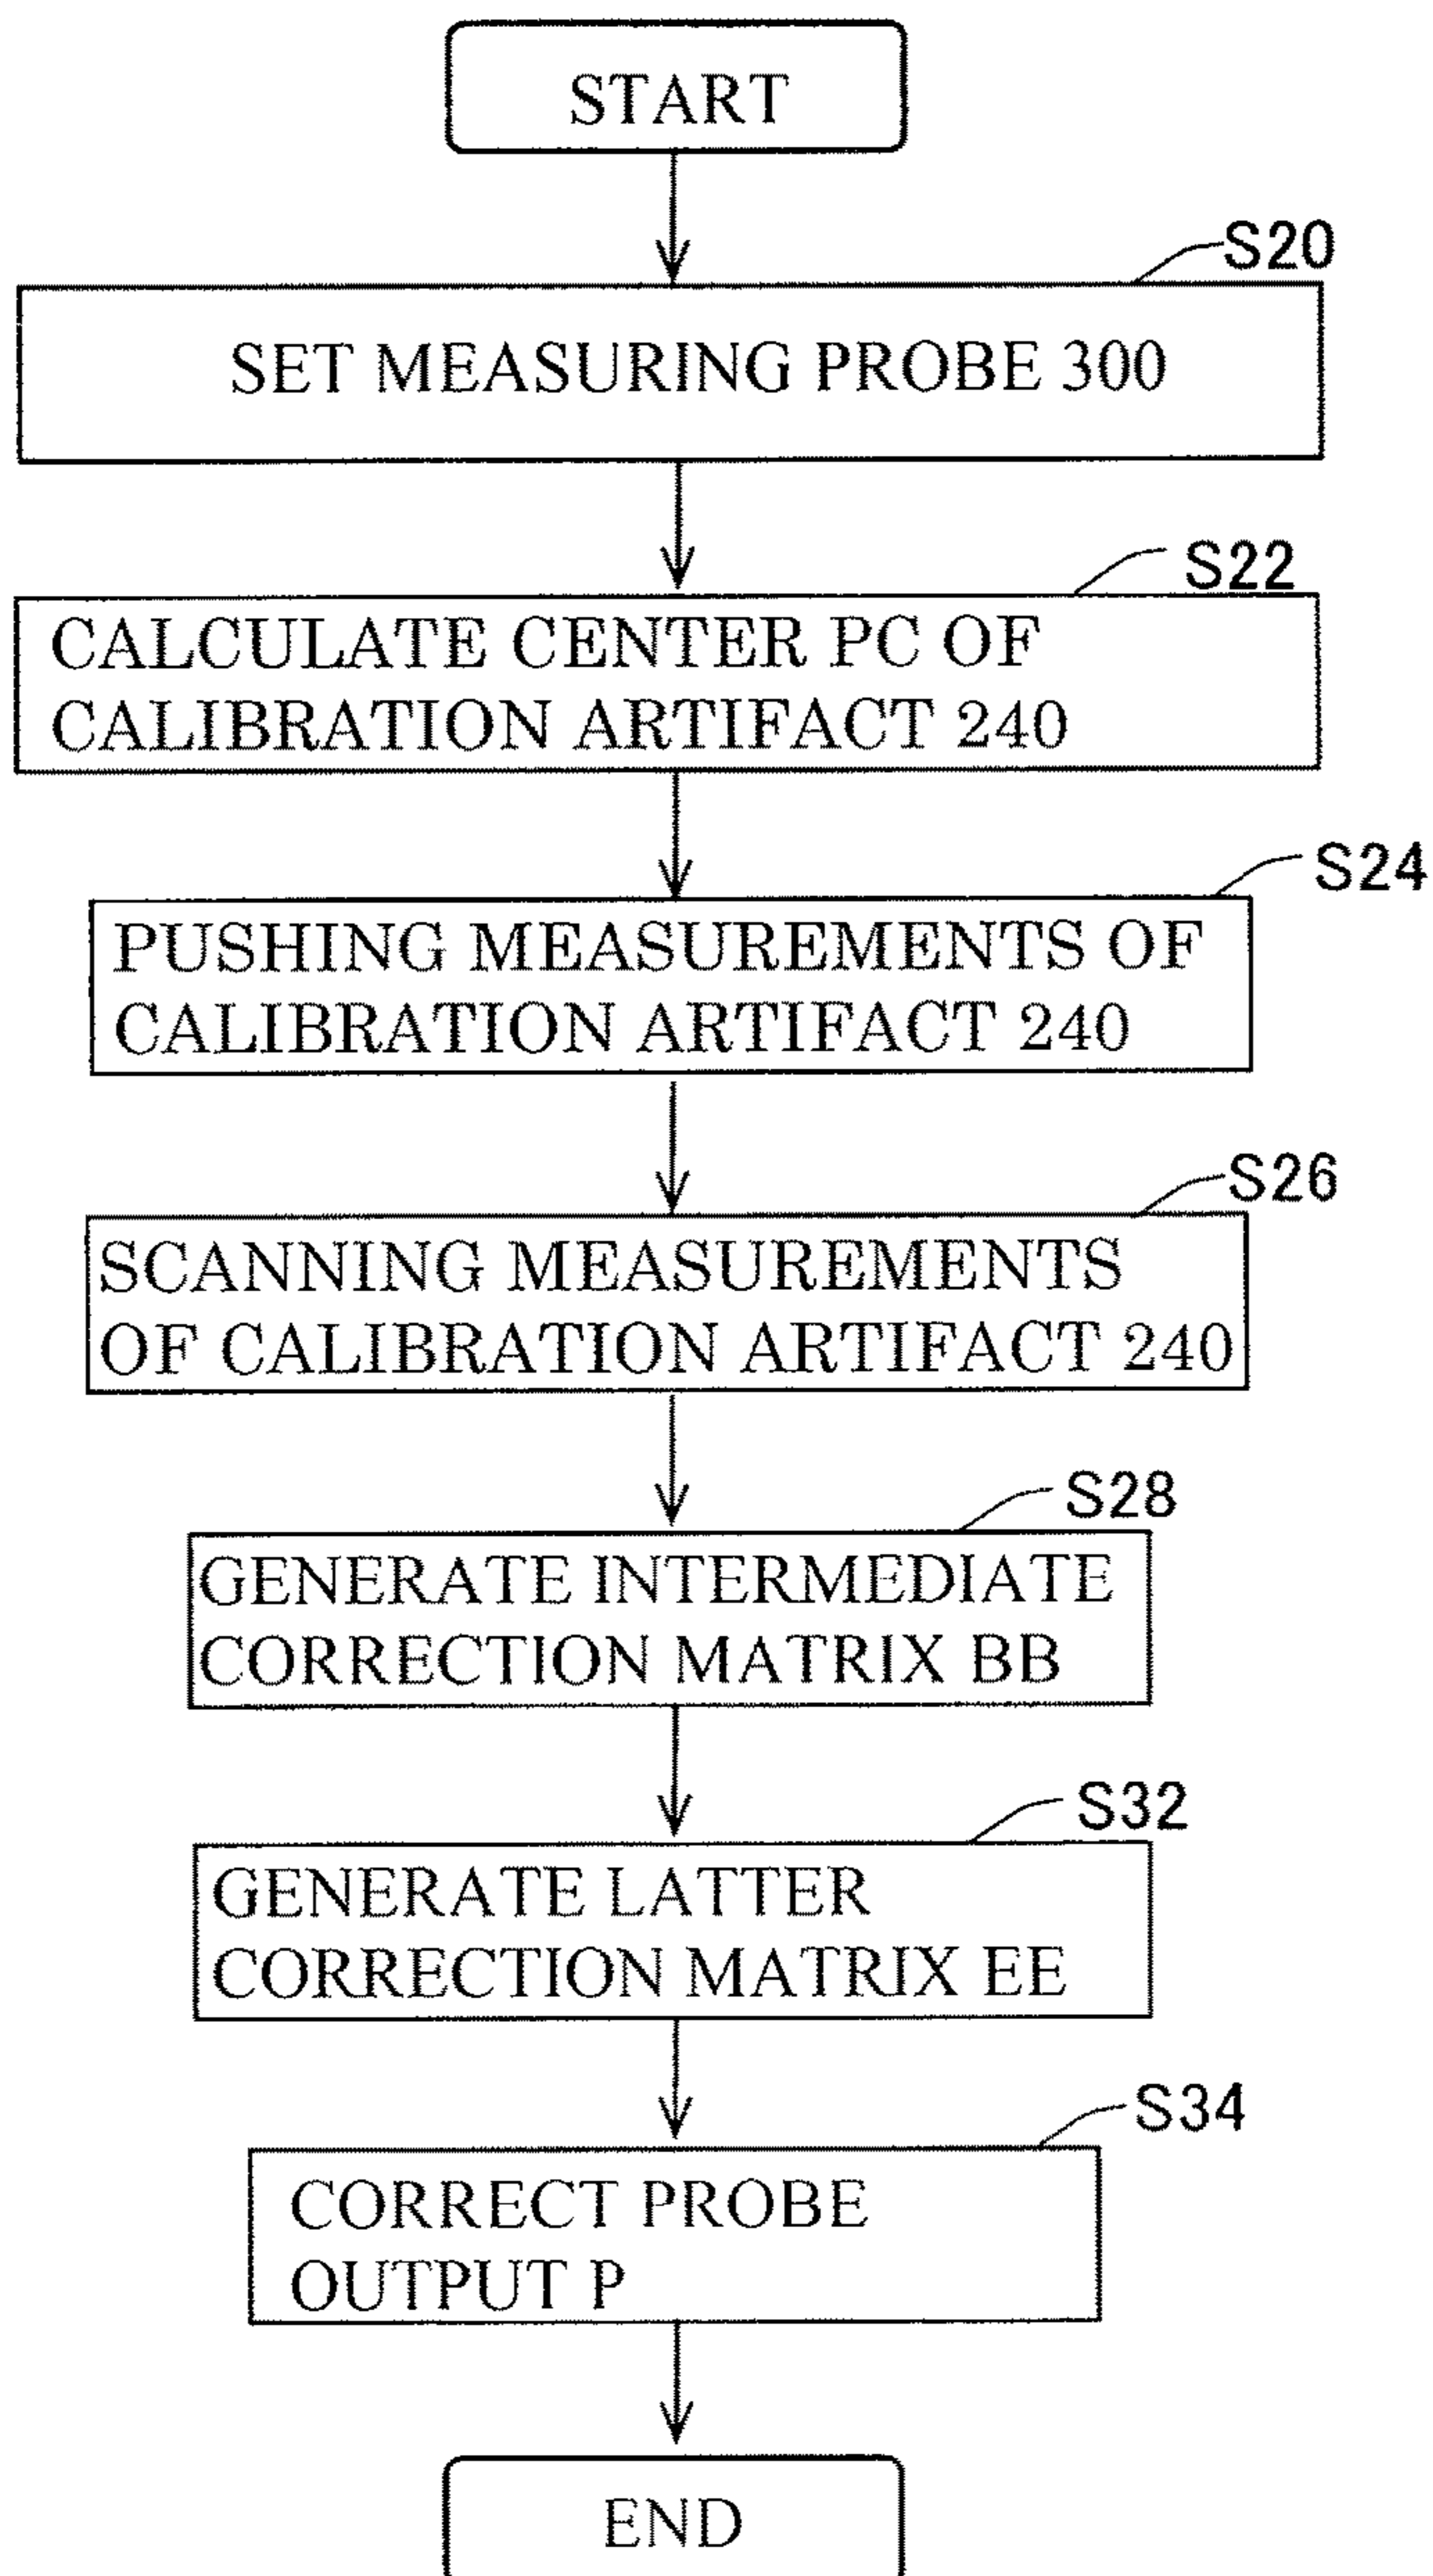 START
S20
SET MEASURING PROBE 300
S22
CALCULATE CENTER PC OF
CALIBRATION ARTIFACT 240
S24
PUSHING MEASUREMENTS OF
CALIBRATION ARTIFACT 240
S26
SCANNING MEASUREMENTS
OF CALIBRATION ARTIFACT 240
S28
GENERATE INTERMEDIATE
CORRECTION MATRIX BB
S32
GENERATE LATTER
CORRECTION MATRIX EE
S34
CORRECT PROBE
OUTPUT P
END